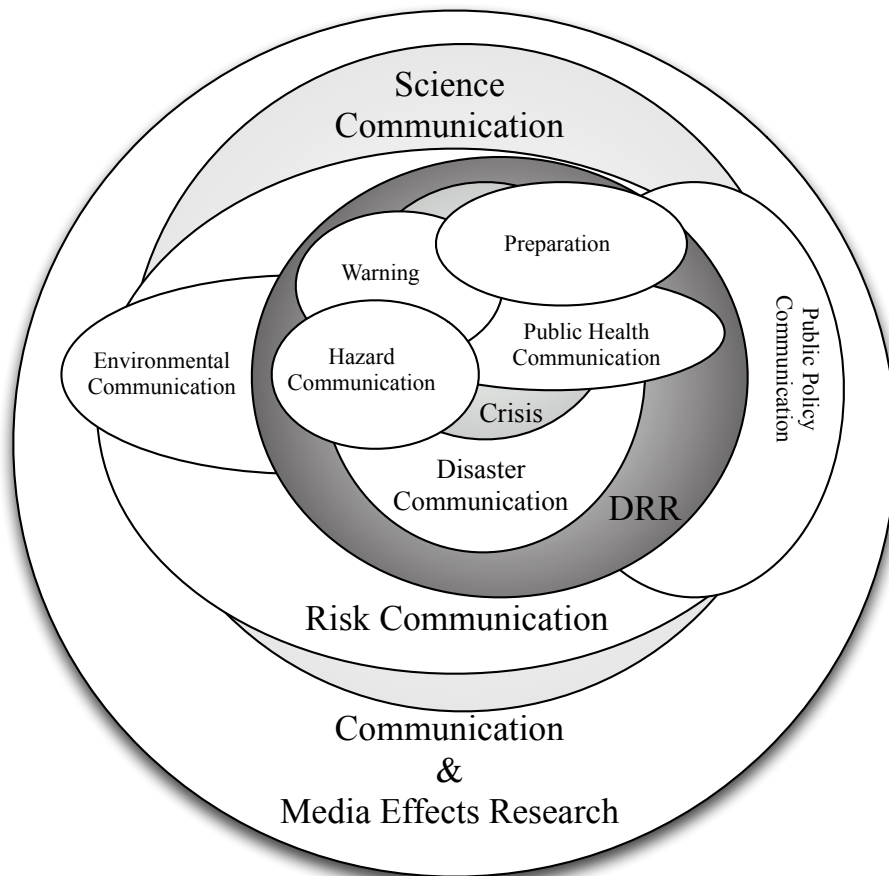 Science
Communication
Preparation
Warning
Public Health
Communication
Public Policy
Communication
Environmental
Communication
Hazard
Communication
Crisis
Disaster
Communication
DRR
Risk Communication
Communication
&
Media Effects Research